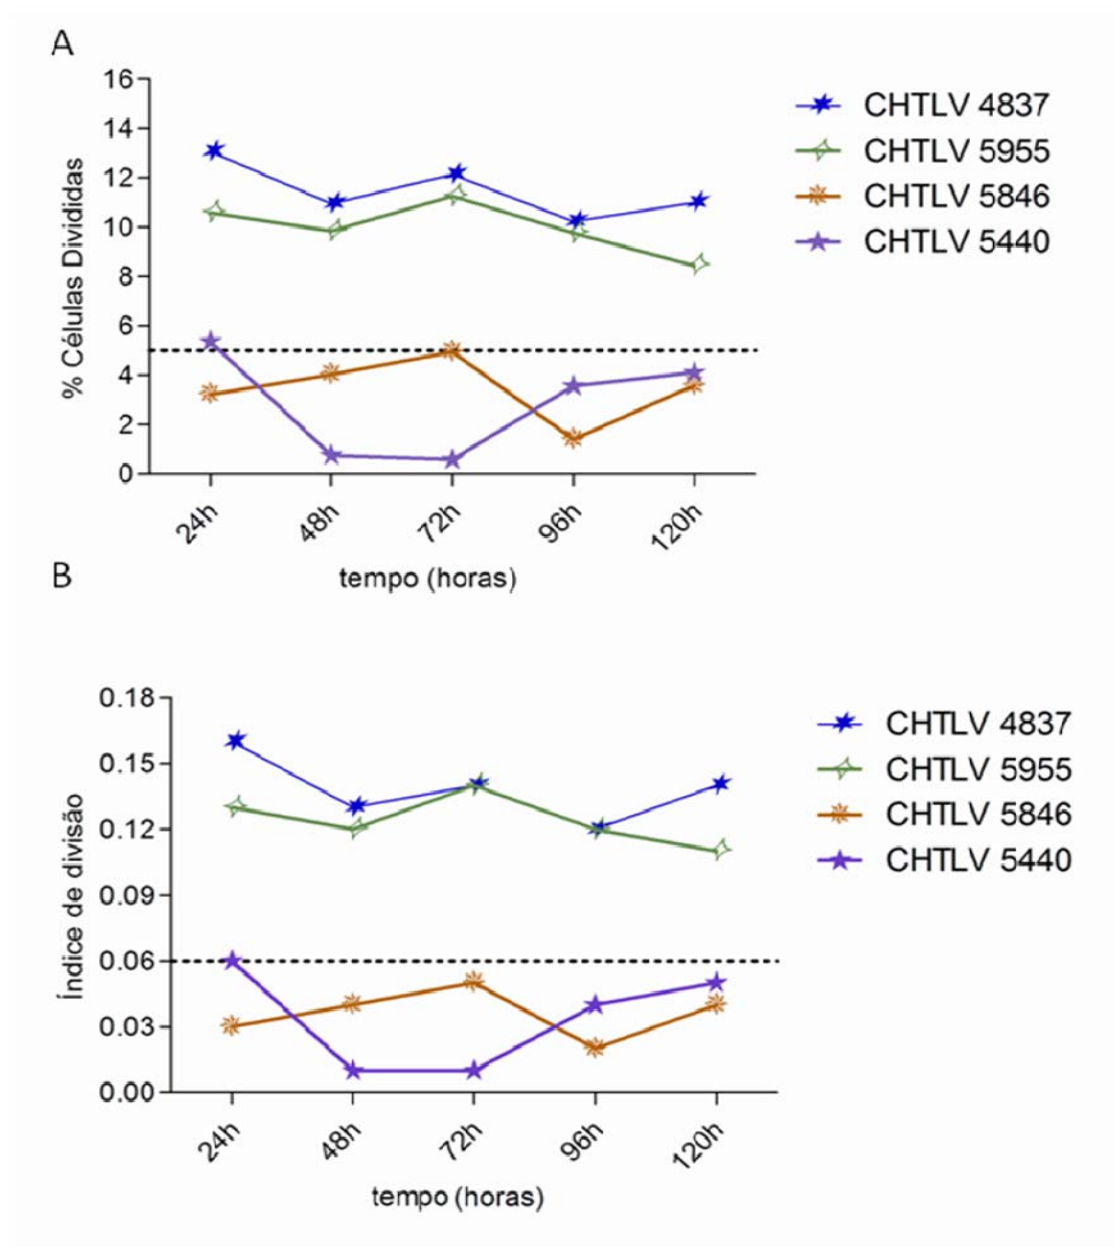 A
16
14
12
10
8
6
4
2
0
% Células Divididas
24h
48h
72h
96h
120h
tempo (horas)
CHTLV 4837
CHTLV 5955
CHTLV 5846
CHTLV 5440
B
0.18
0.15
0.12
0.09
0.06
0.03
0.00
Índice de divisão
24h
48h
72h
96h
120h
tempo (horas)
CHTLV 4837
CHTLV 5955
CHTLV 5846
CHTLV 5440